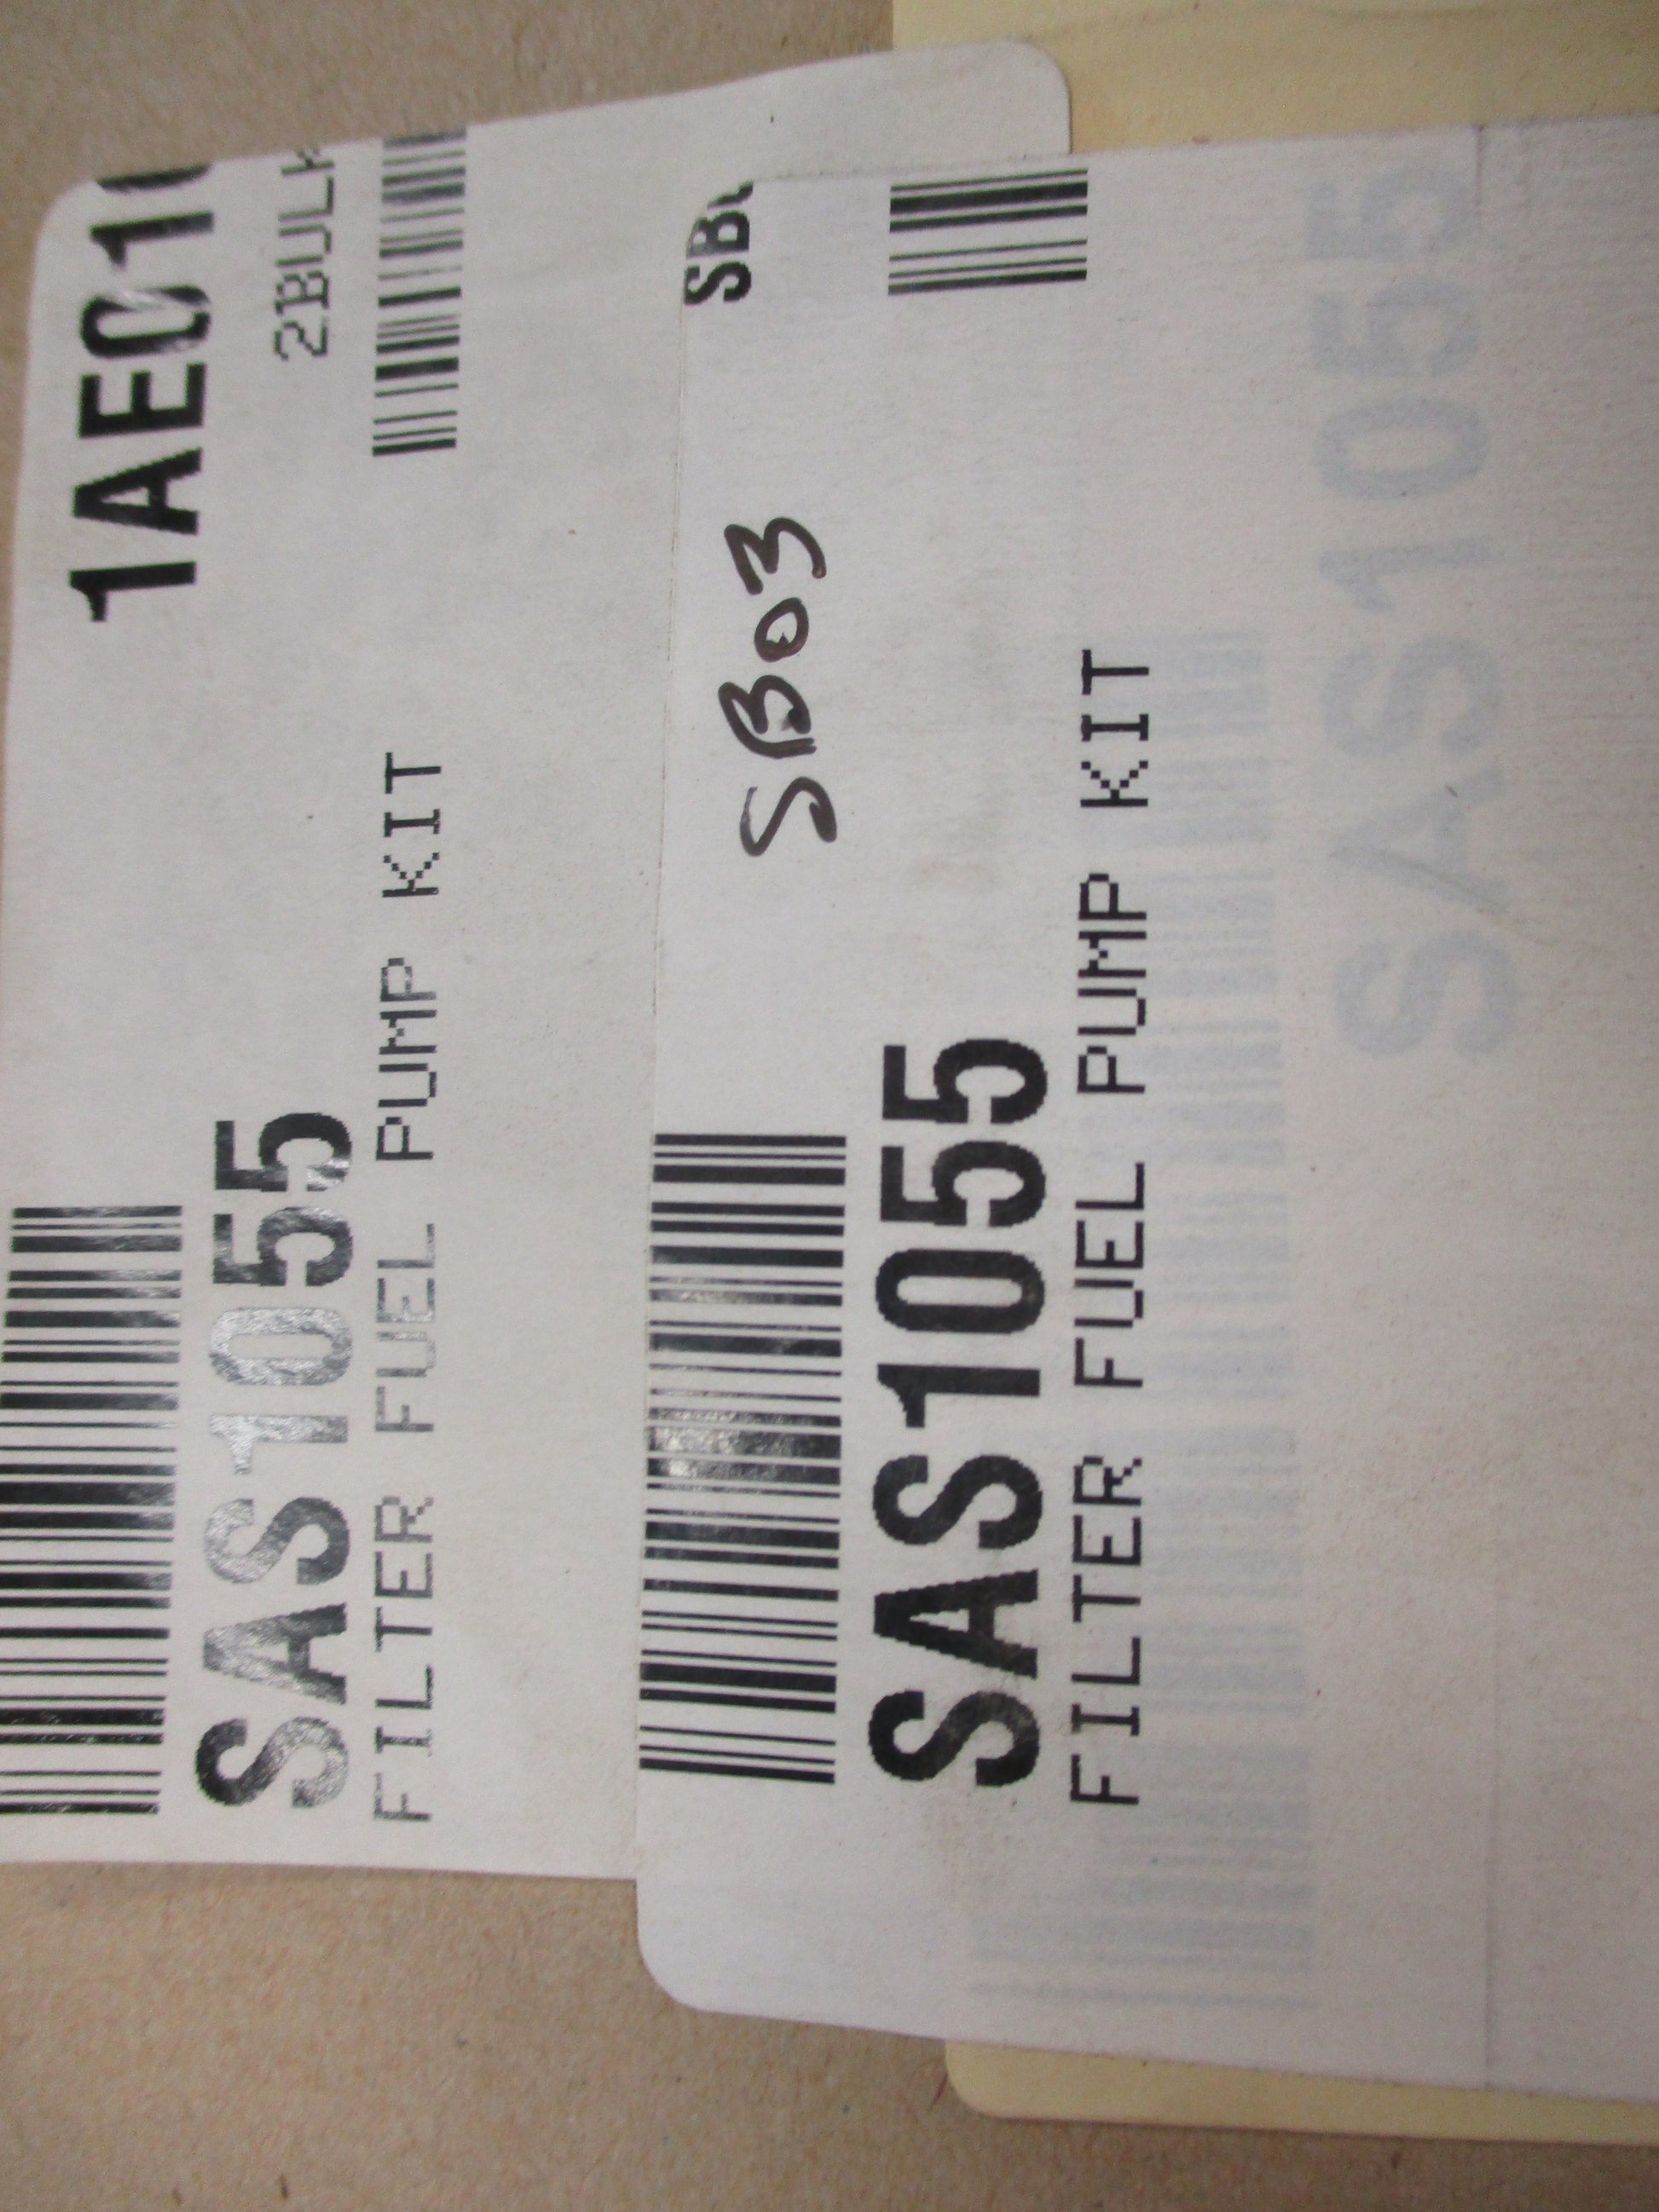 1AE01
2BULK
SAS1055
FILTER FUEL PUMP KIT
SB03
SAS1055
FILTER FUEL PUMP KIT
SAS1055